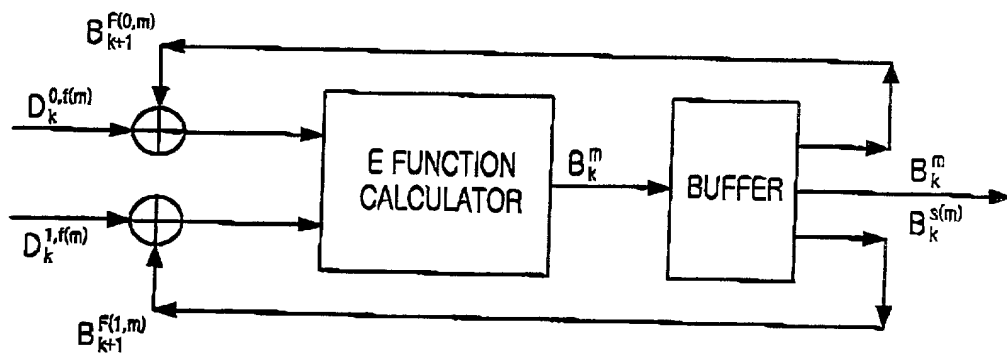 B_{k+1}^{F(0,m)}
D_k^{0,f(m)}
E FUNCTION
CALCULATOR
B_k^m
BUFFER
B_k^m
B_k^{s(m)}
D_k^{1,f(m)}
B_{k+1}^{F(1,m)}